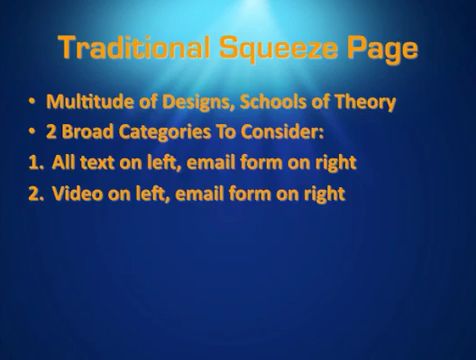 Traditional Squeeze Page
• Multitude of Designs, Schools of Theory
• 2 Broad Categories To Consider:
1. All text on left, email form on right
2. Video on left, email form on right